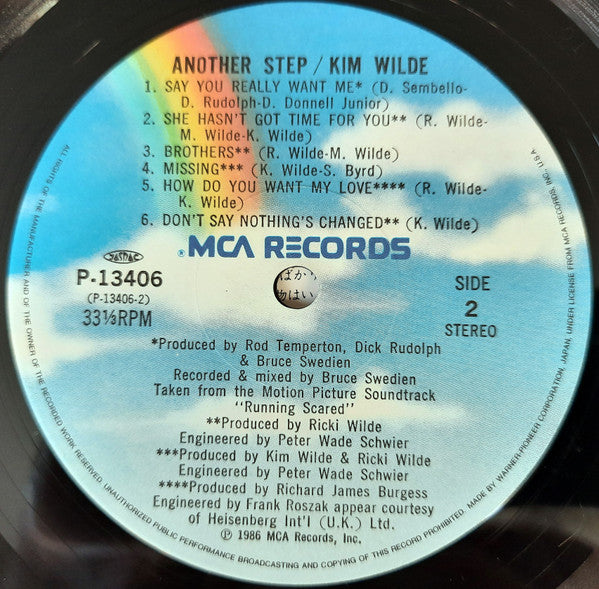 ANOTHER STEP / KIM WILDE
1. SAY YOU REALLY WANT ME* (D. Sembello-
D. Rudolph-D. Donnell Junior)
2. SHE HASN'T GOT TIME FOR YOU** (R. Wilde-
M. Wilde-K. Wilde)
3. BROTHERS** (R. Wilde-M. Wilde)
4. MISSING*** (K. Wilde-S. Byrd)
5. HOW DO YOU WANT MY LOVE**** (R. Wilde-
K. Wilde)
6. DON'T SAY NOTHING'S CHANGED** (K. Wilde)
®MCA RECORDS
JASRAC
P-13406
(P-13406-2)
33⅓RPM
ばか
はい
SIDE
2
STEREO
*Produced by Rod Temperton, Dick Rudolph
& Bruce Swedien
Recorded & mixed by Bruce Swedien
Taken from the Motion Picture Soundtrack
"Running Scared"
**Produced by Ricki Wilde
Engineered by Peter Wade Schwier
***Produced by Kim Wilde & Ricki Wilde
Engineered by Peter Wade Schwier
****Produced by Richard James Burgess
Engineered by Frank Roszak appear courtesy
of Heisenberg Int'l (U.K.) Ltd.
℗ 1986 MCA Records, Inc.
ALL RIGHTS OF THE MANUFACTURER AND OF THE OWNER OF THE RECORDED WORK RESERVED. UNAUTHORIZED PUBLIC PERFORMANCE BROADCASTING AND COPYING OF THIS RECORD PROHIBITED. MADE BY WARNER-PIONEER CORPORATION, JAPAN, UNDER LICENSE FROM MCA RECORDS INC., U.S.A.